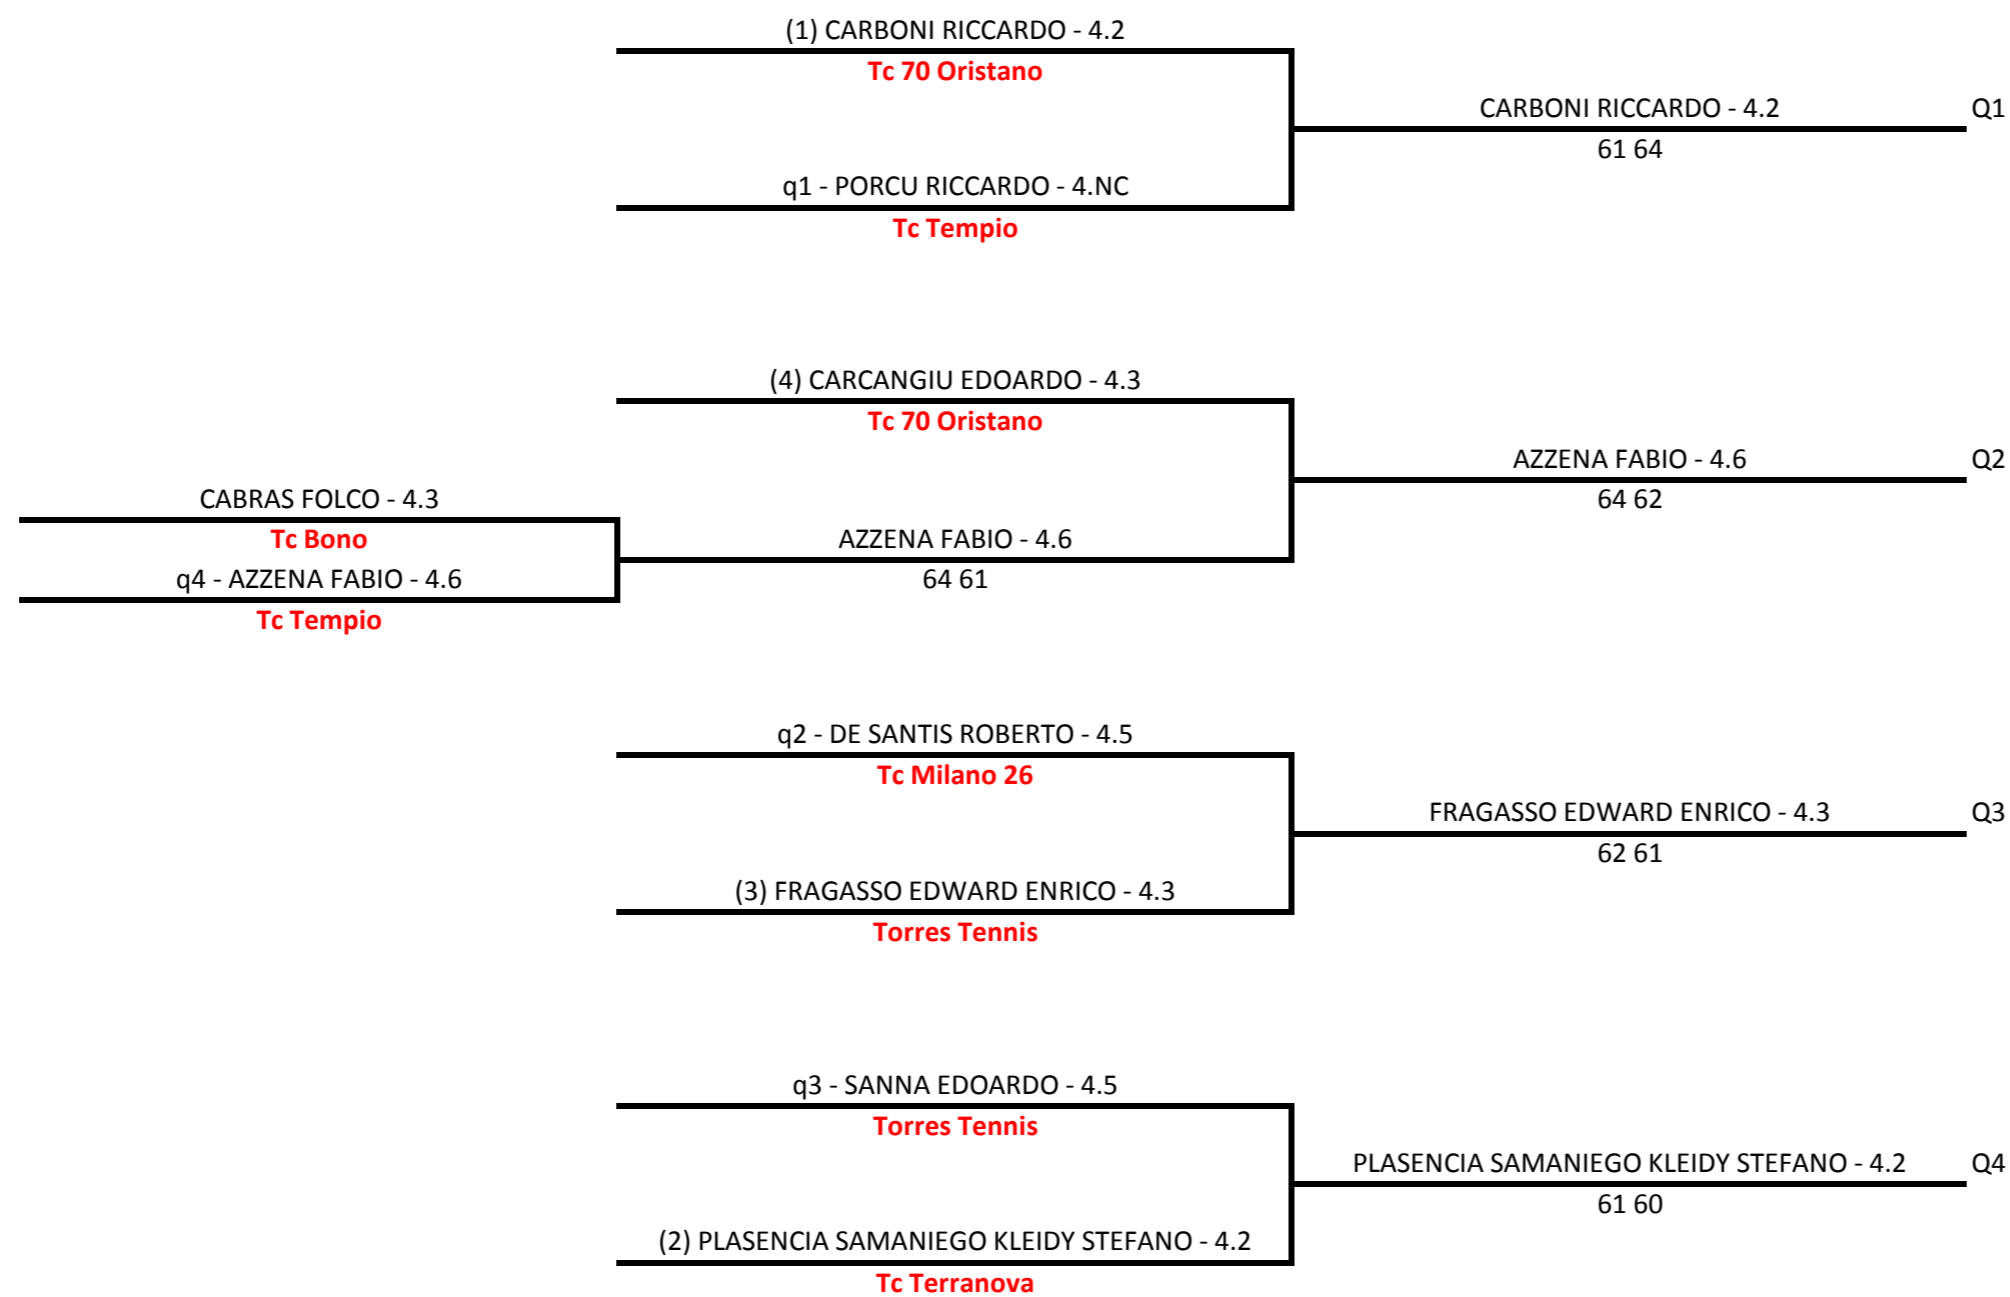 (1) CARBONI RICCARDO - 4.2
Tc 70 Oristano
CARBONI RICCARDO - 4.2
Q1
61 64
q1 - PORCU RICCARDO - 4.NC
Tc Tempio
(4) CARCANGIU EDOARDO - 4.3
Tc 70 Oristano
AZZENA FABIO - 4.6
Q2
64 62
CABRAS FOLCO - 4.3
Tc Bono
AZZENA FABIO - 4.6
64 61
q4 - AZZENA FABIO - 4.6
Tc Tempio
q2 - DE SANTIS ROBERTO - 4.5
Tc Milano 26
FRAGASSO EDWARD ENRICO - 4.3
Q3
62 61
(3) FRAGASSO EDWARD ENRICO - 4.3
Torres Tennis
q3 - SANNA EDOARDO - 4.5
Torres Tennis
PLASENCIA SAMANIEGO KLEIDY STEFANO - 4.2
Q4
61 60
(2) PLASENCIA SAMANIEGO KLEIDY STEFANO - 4.2
Tc Terranova